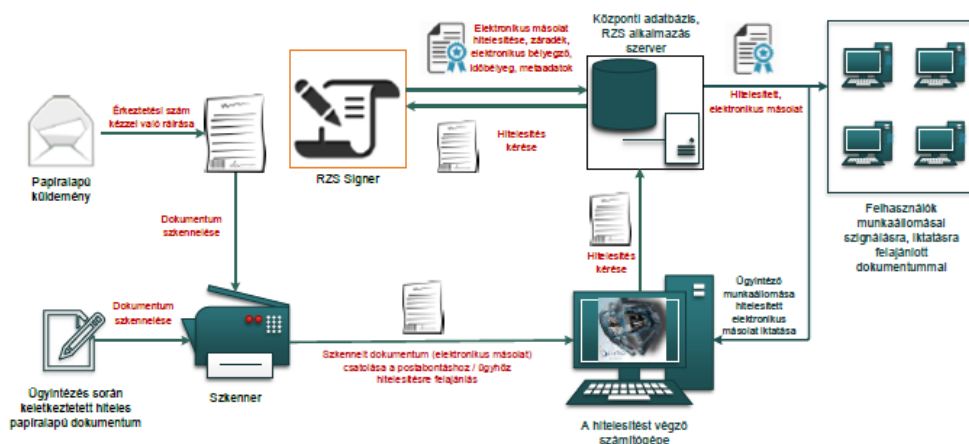 Elektronikus másolat
hitelesítése, záradék,
elektronikus bélyegző,
időbélyeg, metaadatok
Központi adatbázis,
RZS alkalmazás
szerver
Érkeztetési szám
kézzel való ráírása
Hitelesített,
elektronikus másolat
Hitelesítés
kérése
Papíralapú
küldemény
RZS Signer
Dokumentum
szkennelése
Felhasználók
munkaállomásai
szignálásra, iktatásra
felajánlott
dokumentummal
Hitelesítés
kérése
Ügyintéző
munkaállomása
hitelesített
elektronikus
másolat iktatása
Dokumentum
szkennelése
Szkennelt dokumentum (elektronikus másolat)
csatolása a postabontáshoz / ügyhöz
hitelesítésre felajánlás
Ügyintézés során
keletkeztetett hiteles
papíralapú dokumentum
Szkenner
A hitelesítést végző
számítógépe